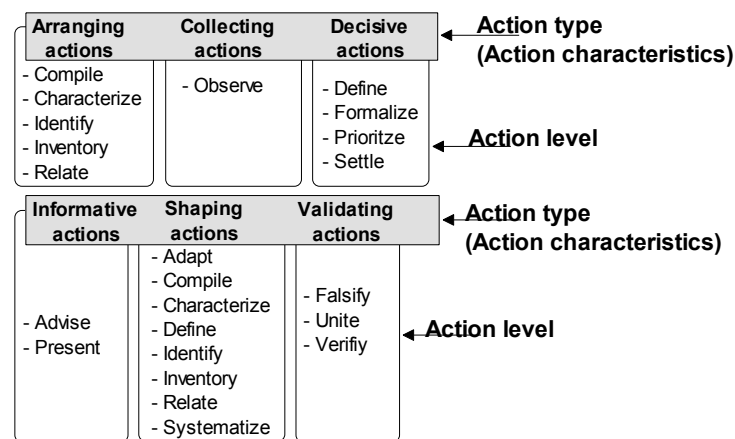 Arranging actions
Collecting actions
Decisive actions
Action type
(Action characteristics)
- Compile
- Characterize
- Identify
- Inventory
- Relate
- Observe
- Define
- Formalize
- Prioritze
- Settle
Action level
Informative actions
Shaping actions
Validating actions
Action type
(Action characteristics)
- Advise
- Present
- Adapt
- Compile
- Characterize
- Define
- Identify
- Inventory
- Relate
- Systematize
- Falsify
- Unite
- Verifiy
Action level